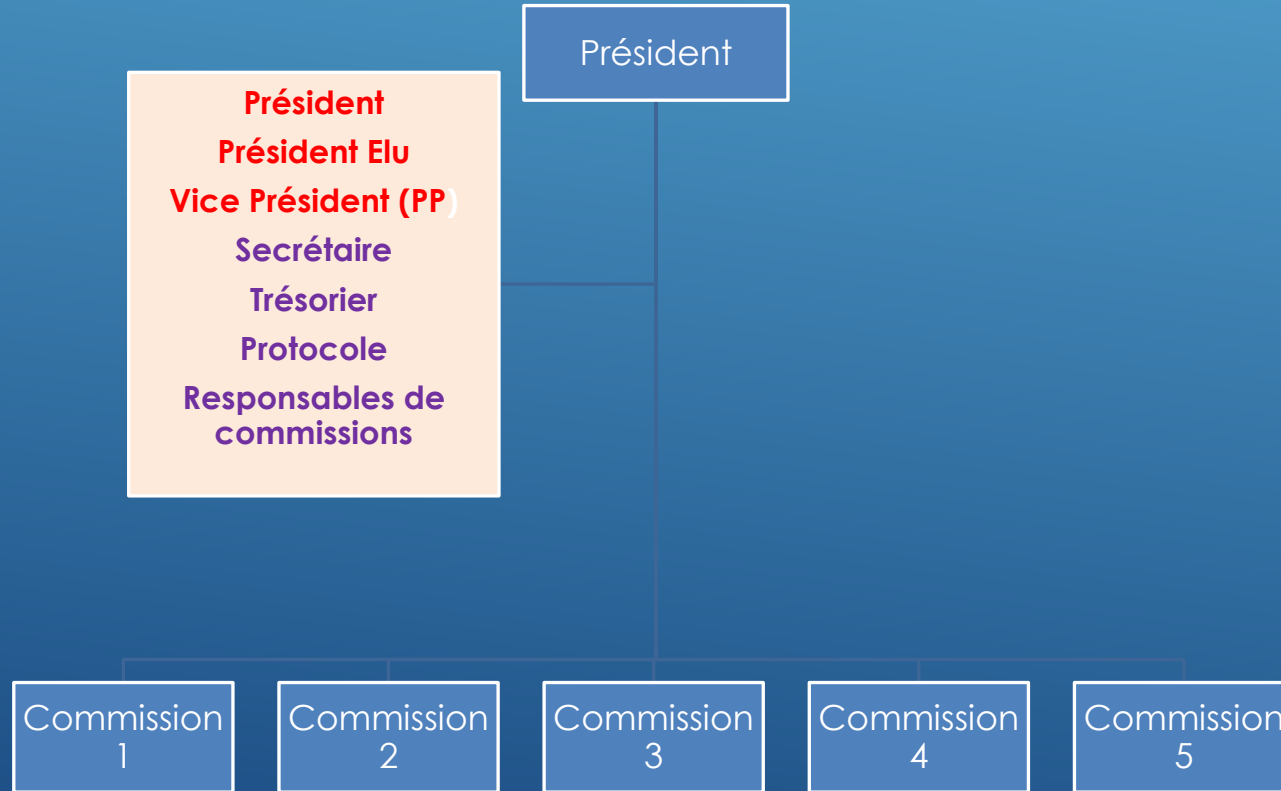 Président
Président
Président Elu
Vice Président (PP)
Secrétaire
Trésorier
Protocole
Responsables de
commissions
Commission
1
Commission
2
Commission
3
Commission
4
Commission
5